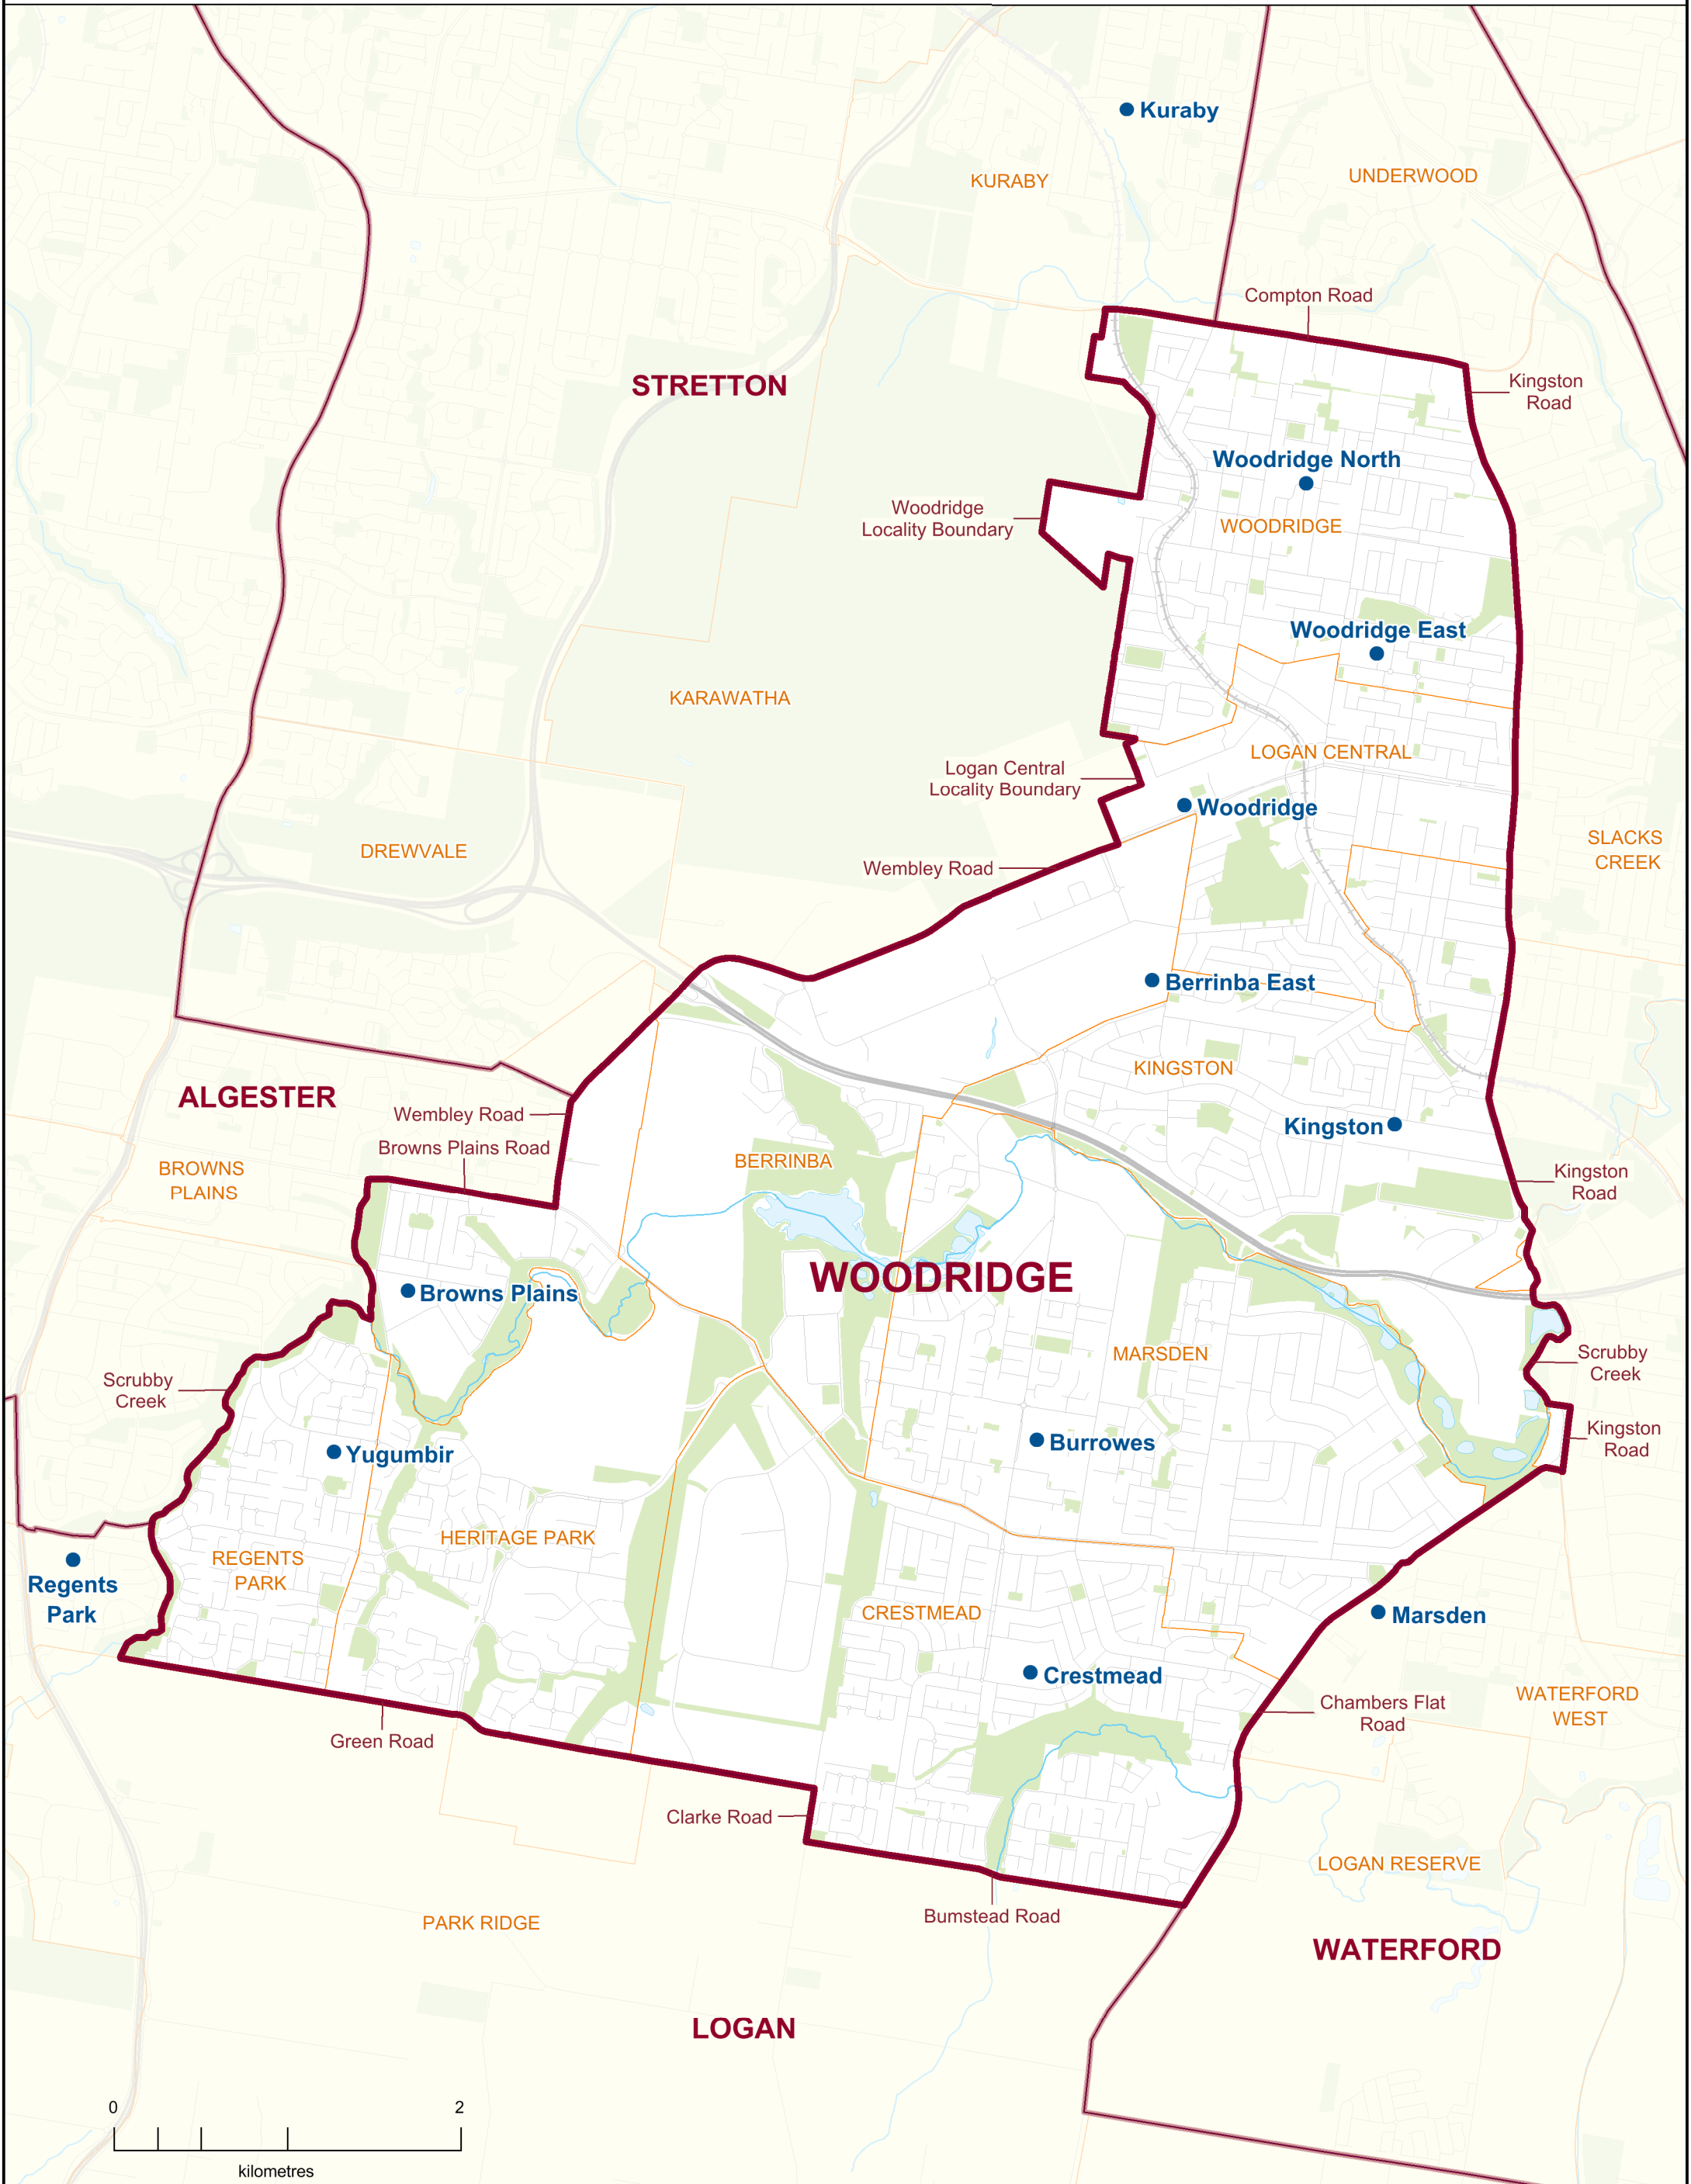 Kuraby
UNDERWOOD
KURABY
Compton Road
STRETTON
Kingston
Road
Woodridge North
Woodridge
Locality Boundary
WOODRIDGE
Woodridge East
KARAWATHA
LOGAN CENTRAL
Logan Central
Locality Boundary
Woodridge
SLACKS
CREEK
DREWVALE
Wembley Road
Berrinba East
KINGSTON
ALGESTER
Wembley Road
Kingston
Browns Plains Road
BERRINBA
BROWNS
PLAINS
Kingston
Road
WOODRIDGE
Browns Plains
MARSDEN
Scrubby
Creek
Scrubby
Creek
Kingston
Road
Burrowes
Yugumbir
HERITAGE PARK
REGENTS
PARK
Regents
Park
CRESTMEAD
Marsden
Crestmead
WATERFORD
WEST
Chambers Flat
Road
Green Road
Clarke Road
LOGAN RESERVE
Bumstead Road
PARK RIDGE
WATERFORD
LOGAN
0 2
kilometres